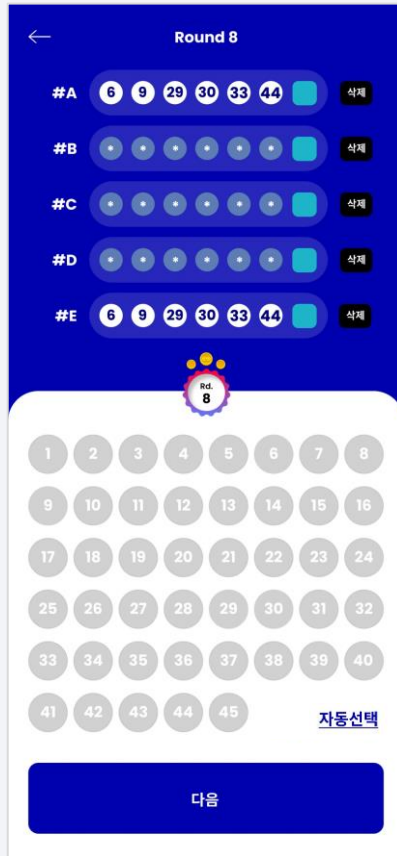 Round 8
#A 6 9 29 30 33 44 삭제
#B * * * * * * 삭제
#C * * * * * * 삭제
#D * * * * * * 삭제
#E 6 9 29 30 33 44 삭제
Rd.
8
1 2 3 4 5 6 7 8
9 10 11 12 13 14 15 16
17 18 19 20 21 22 23 24
25 26 27 28 29 30 31 32
33 34 35 36 37 38 39 40
41 42 43 44 45 자동선택
다음